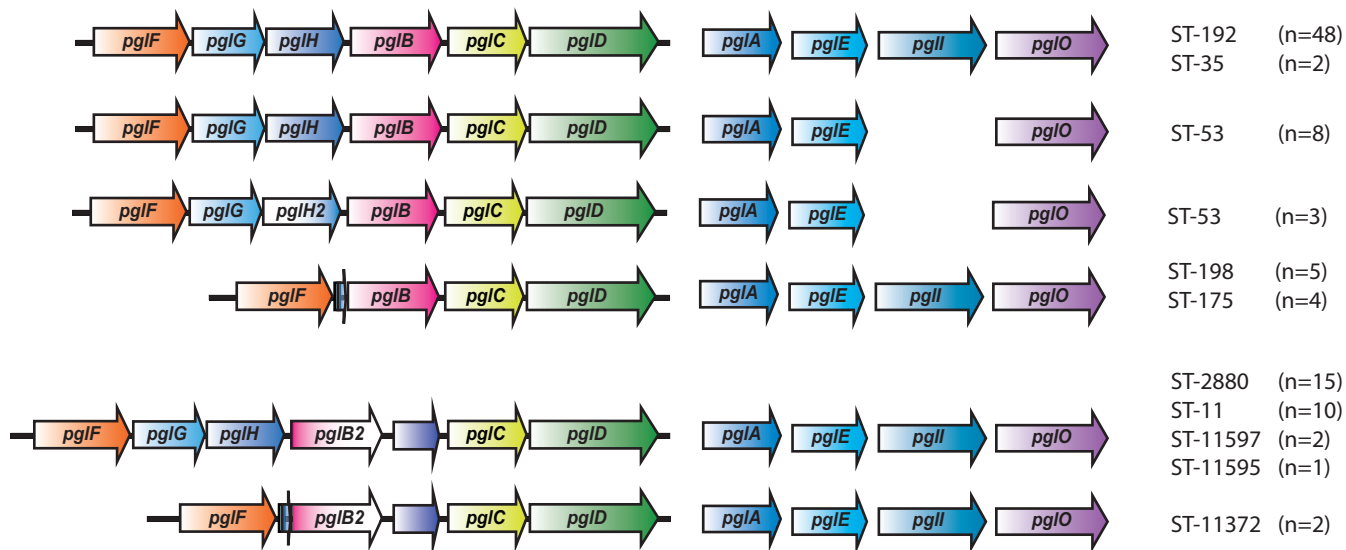 pglF pglG pglH pglB pglC pglD pglA pglE pglI pglO ST-192 (n=48)
ST-35 (n=2)
pglF pglG pglH pglB pglC pglD pglA pglE pglO ST-53 (n=8)
pglF pglG pglH2 pglB pglC pglD pglA pglE pglO ST-53 (n=3)
ST-198 (n=5)
pglF pglB pglC pglD pglA pglE pglI pglO ST-175 (n=4)
ST-2880 (n=15)
ST-11 (n=10)
pglF pglG pglH pglB2 pglC pglD pglA pglE pglI pglO ST-11597 (n=2)
ST-11595 (n=1)
pglF pglB2 pglC pglD pglA pglE pglI pglO ST-11372 (n=2)